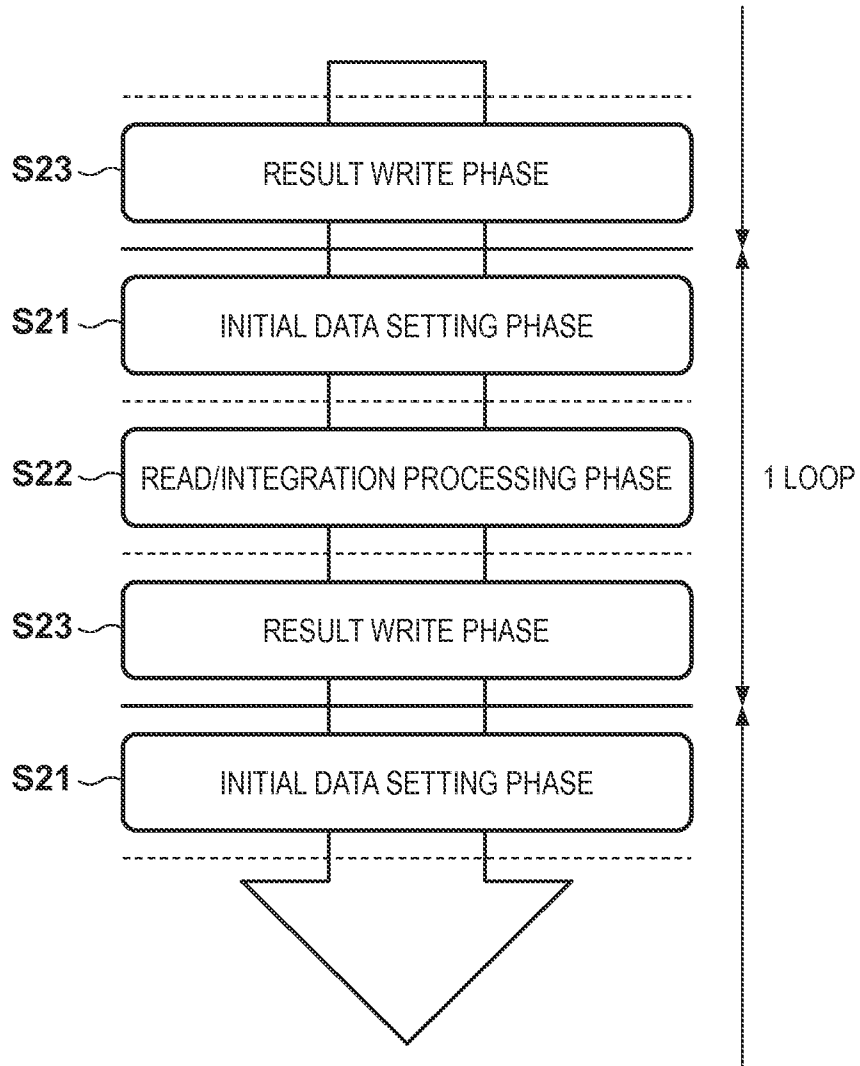 S23
RESULT WRITE PHASE
S21
INITIAL DATA SETTING PHASE
S22
READ/INTEGRATION PROCESSING PHASE
1 LOOP
S23
RESULT WRITE PHASE
S21
INITIAL DATA SETTING PHASE